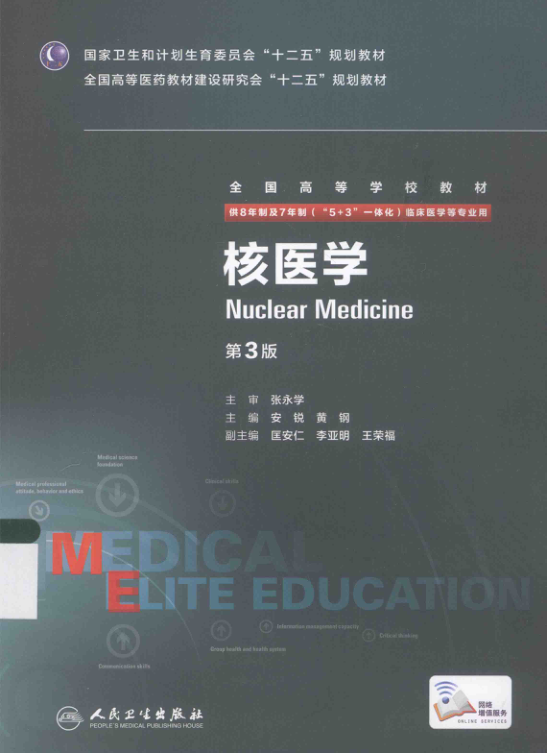 国家卫生和计划生育委员会“十二五”规划教材
全国高等医药教材建设研究会“十二五”规划教材
全国高等学校教材
供8年制及7年制（“5+3”一体化）临床医学等专业用
核医学
Nuclear Medicine
第3版
主 审 张永学
主 编 安 锐 黄 钢
副主编 匡安仁 李亚明 王荣福
Medical science
foundation
Medical professional
attitude, behavior and ethics
Clinical skills
MEDICAL
ELITE EDUCATION
Information management capacity
Critical thinking
Group health and health system
Communication skills
人民卫生出版社
PEOPLE'S MEDICAL PUBLISHING HOUSE
网络
增值服务
ONLINE SERVICES